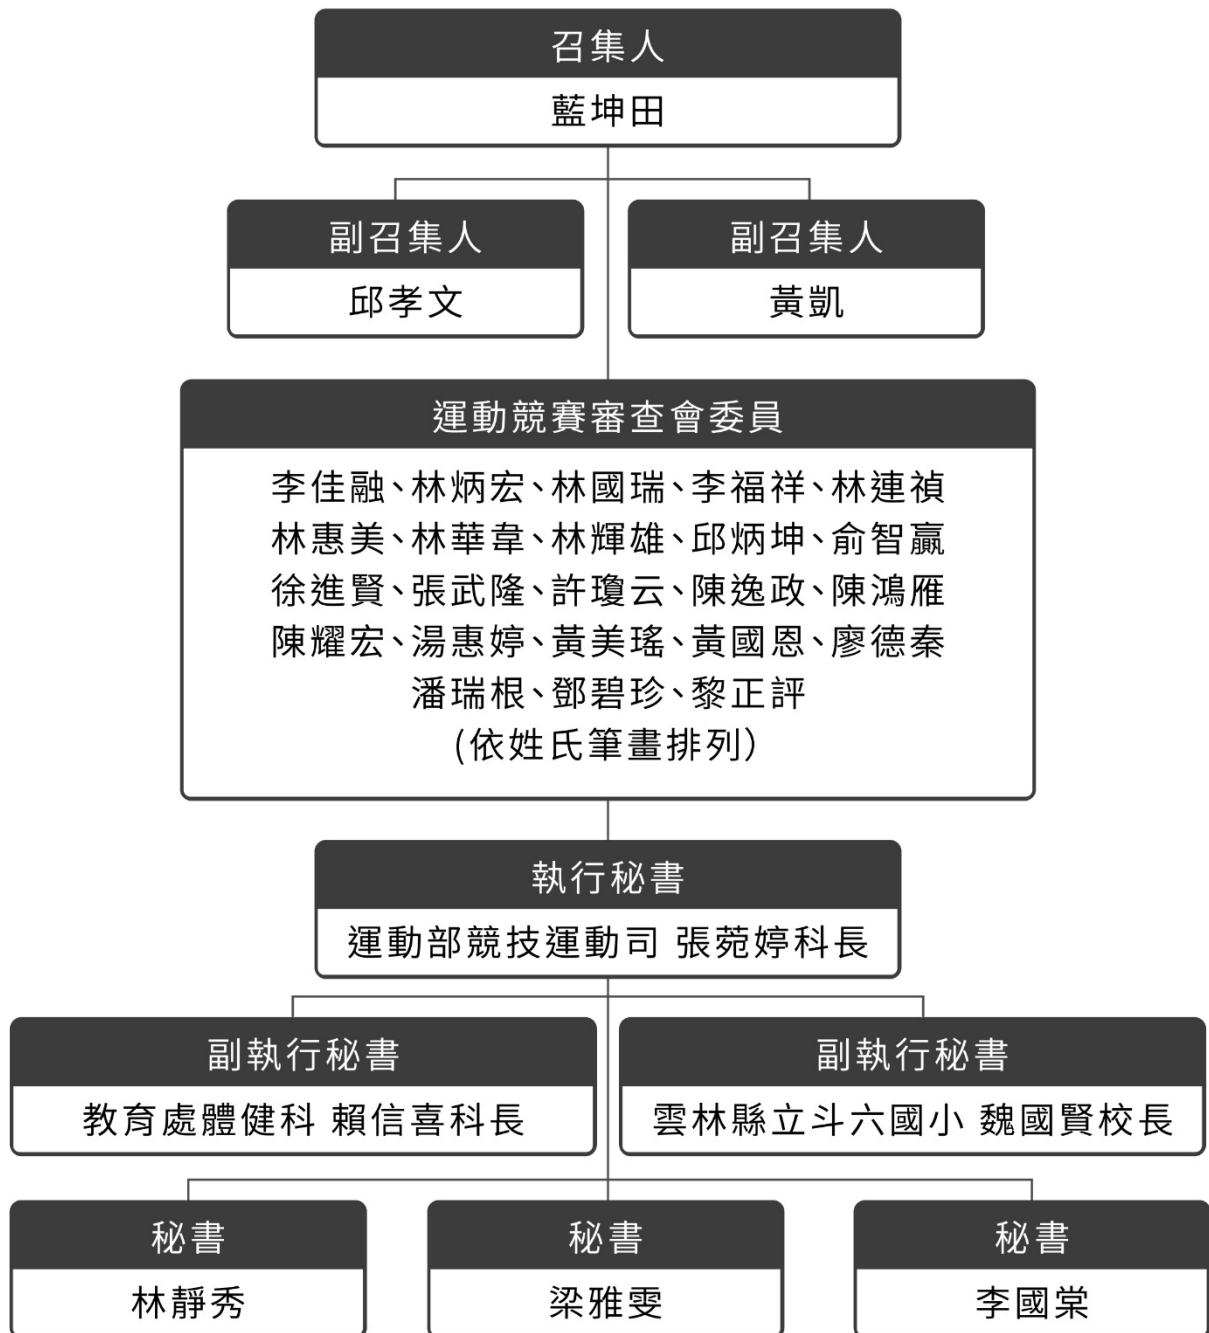 召集人
藍坤田
副召集人
邱孝文
副召集人
黃凱
運動競賽審查會委員
李佳融、林炳宏、林國瑞、李福祥、林連禎
林惠美、林華韋、林輝雄、邱炳坤、俞智贏
徐進賢、張武隆、許瓊云、陳逸政、陳鴻雁
陳耀宏、湯惠婷、黃美瑤、黃國恩、廖德秦
潘瑞根、鄧碧珍、黎正評
(依姓氏筆畫排列)
執行秘書
運動部競技運動司 張菀婷科長
副執行秘書
教育處體健科 賴信喜科長
副執行秘書
雲林縣立斗六國小 魏國賢校長
秘書
林靜秀
秘書
梁雅雯
秘書
李國棠